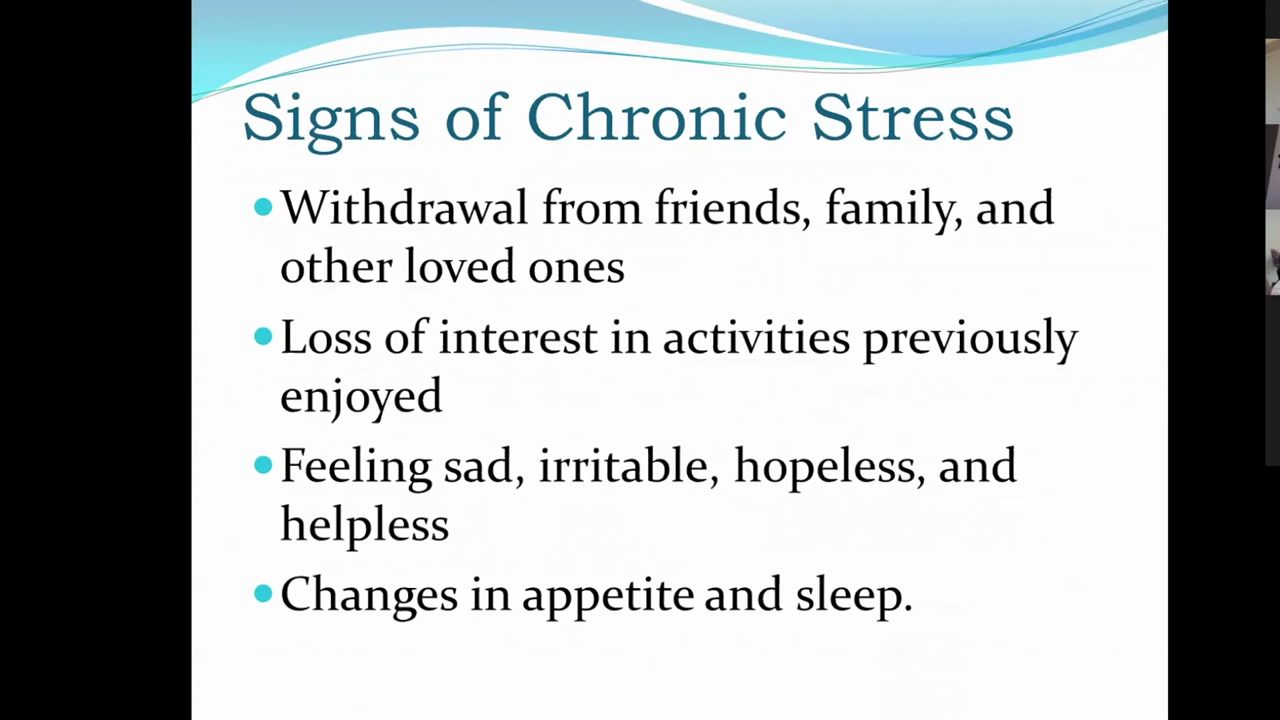 Signs of Chronic Stress
Withdrawal from friends, family, and
other loved ones
Loss of interest in activities previously
enjoyed
Feeling sad, irritable, hopeless, and
helpless
Changes in appetite and sleep.